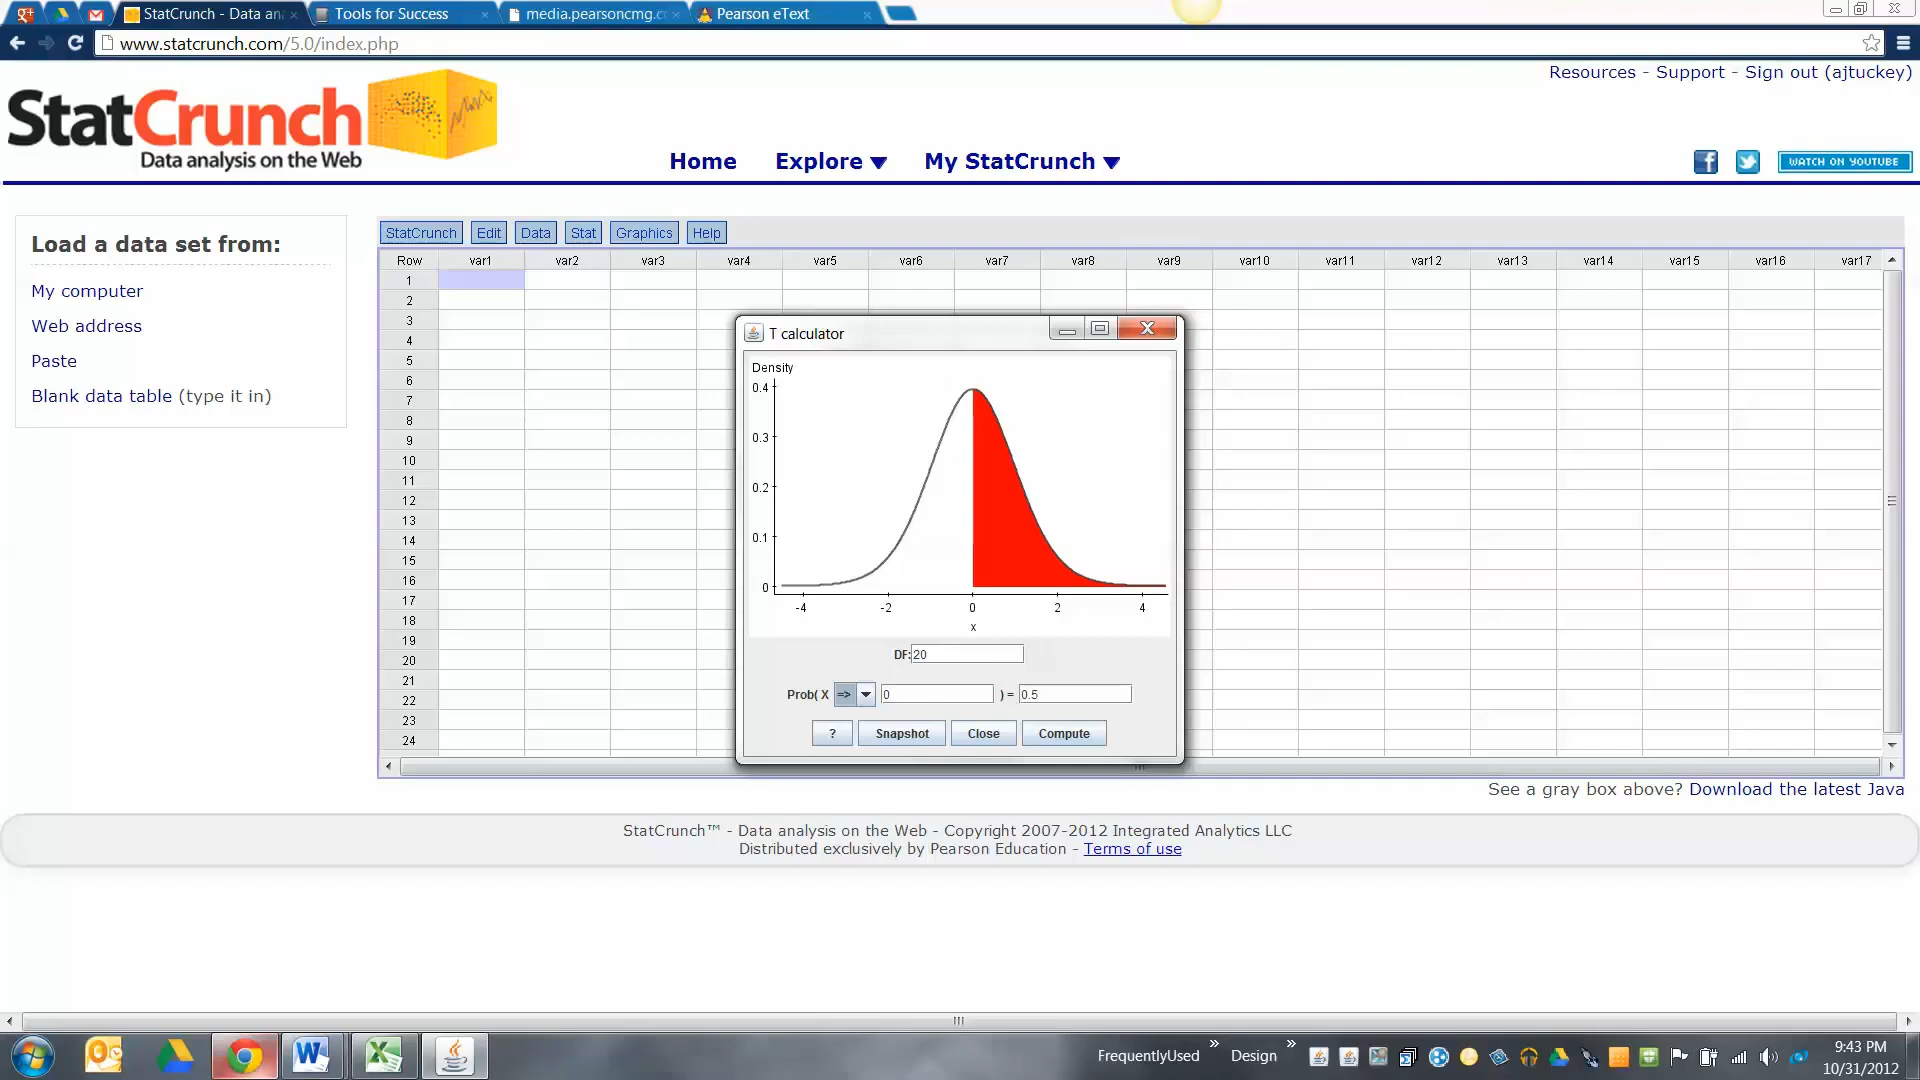 StatCrunch - Data an
Tools for Success
media.pearsoncmg.c
Pearson eText
www.statcrunch.com/5.0/index.php
Resources - Support - Sign out (ajtuckey)
StatCrunch
Data analysis on the Web
Home
Explore
My StatCrunch
WATCH ON YOUTUBE
Load a data set from:
My computer
Web address
Paste
Blank data table (type it in)
StatCrunch Edit Data Stat Graphics Help
Row var1 var2 var3 var4 var5 var6 var7 var8 var9 var10 var11 var12 var13 var14 var15 var16 var17
1
2
3
4
5
6
7
8
9
10
11
12
13
14
15
16
17
18
19
20
21
22
23
24
T calculator
Density
0.4
0.3
0.2
0.1
0
-4 -2 0 2 4
x
DF: 20
Prob( X => 0 ) = 0.5
? Snapshot Close Compute
See a gray box above? Download the latest Java
StatCrunch™ - Data analysis on the Web - Copyright 2007-2012 Integrated Analytics LLC
Distributed exclusively by Pearson Education - Terms of use
FrequentlyUsed » Design »
9:43 PM
10/31/2012